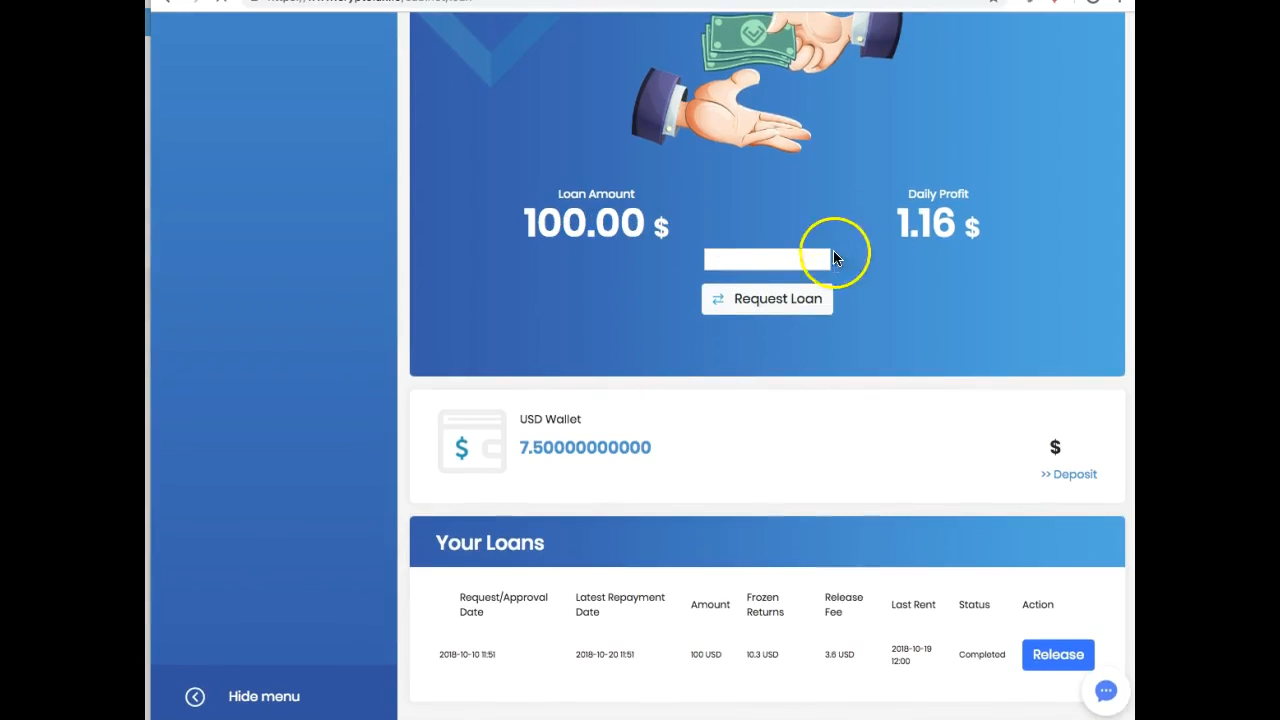 Loan Amount
Daily Profit
100.00 $
1.16 $
Request Loan
USD Wallet
7.50000000000
$
>> Deposit
Your Loans
Request/Approval Date
Latest Repayment Date
Amount
Frozen Returns
Release Fee
Last Rent
Status
Action
2018-10-10 11:51
2018-10-20 11:51
100 USD
10.3 USD
3.6 USD
2018-10-19 12:00
Completed
Release
Hide menu